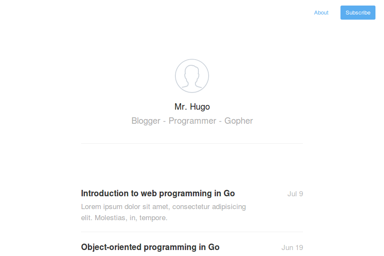 About Subscribe
Mr. Hugo
Blogger - Programmer - Gopher
Introduction to web programming in Go Jul 9
Lorem ipsum dolor sit amet, consectetur adipisicing
elit. Molestias, in, tempore.
Object-oriented programming in Go Jun 19